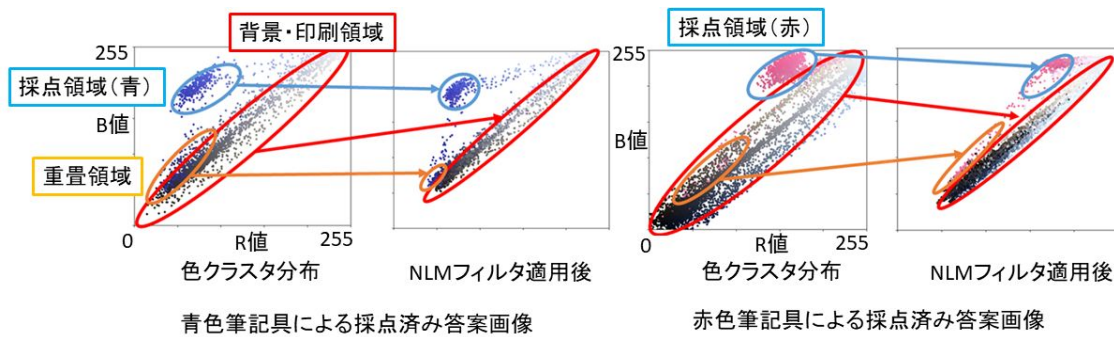 背景・印刷領域
255
採点領域(青)
B値
重畳領域
0
R値
255
色クラスタ分布
NLMフィルタ適用後
青色筆記具による採点済み答案画像
採点領域(赤)
255
B値
0
R値
255
色クラスタ分布
NLMフィルタ適用後
赤色筆記具による採点済み答案画像